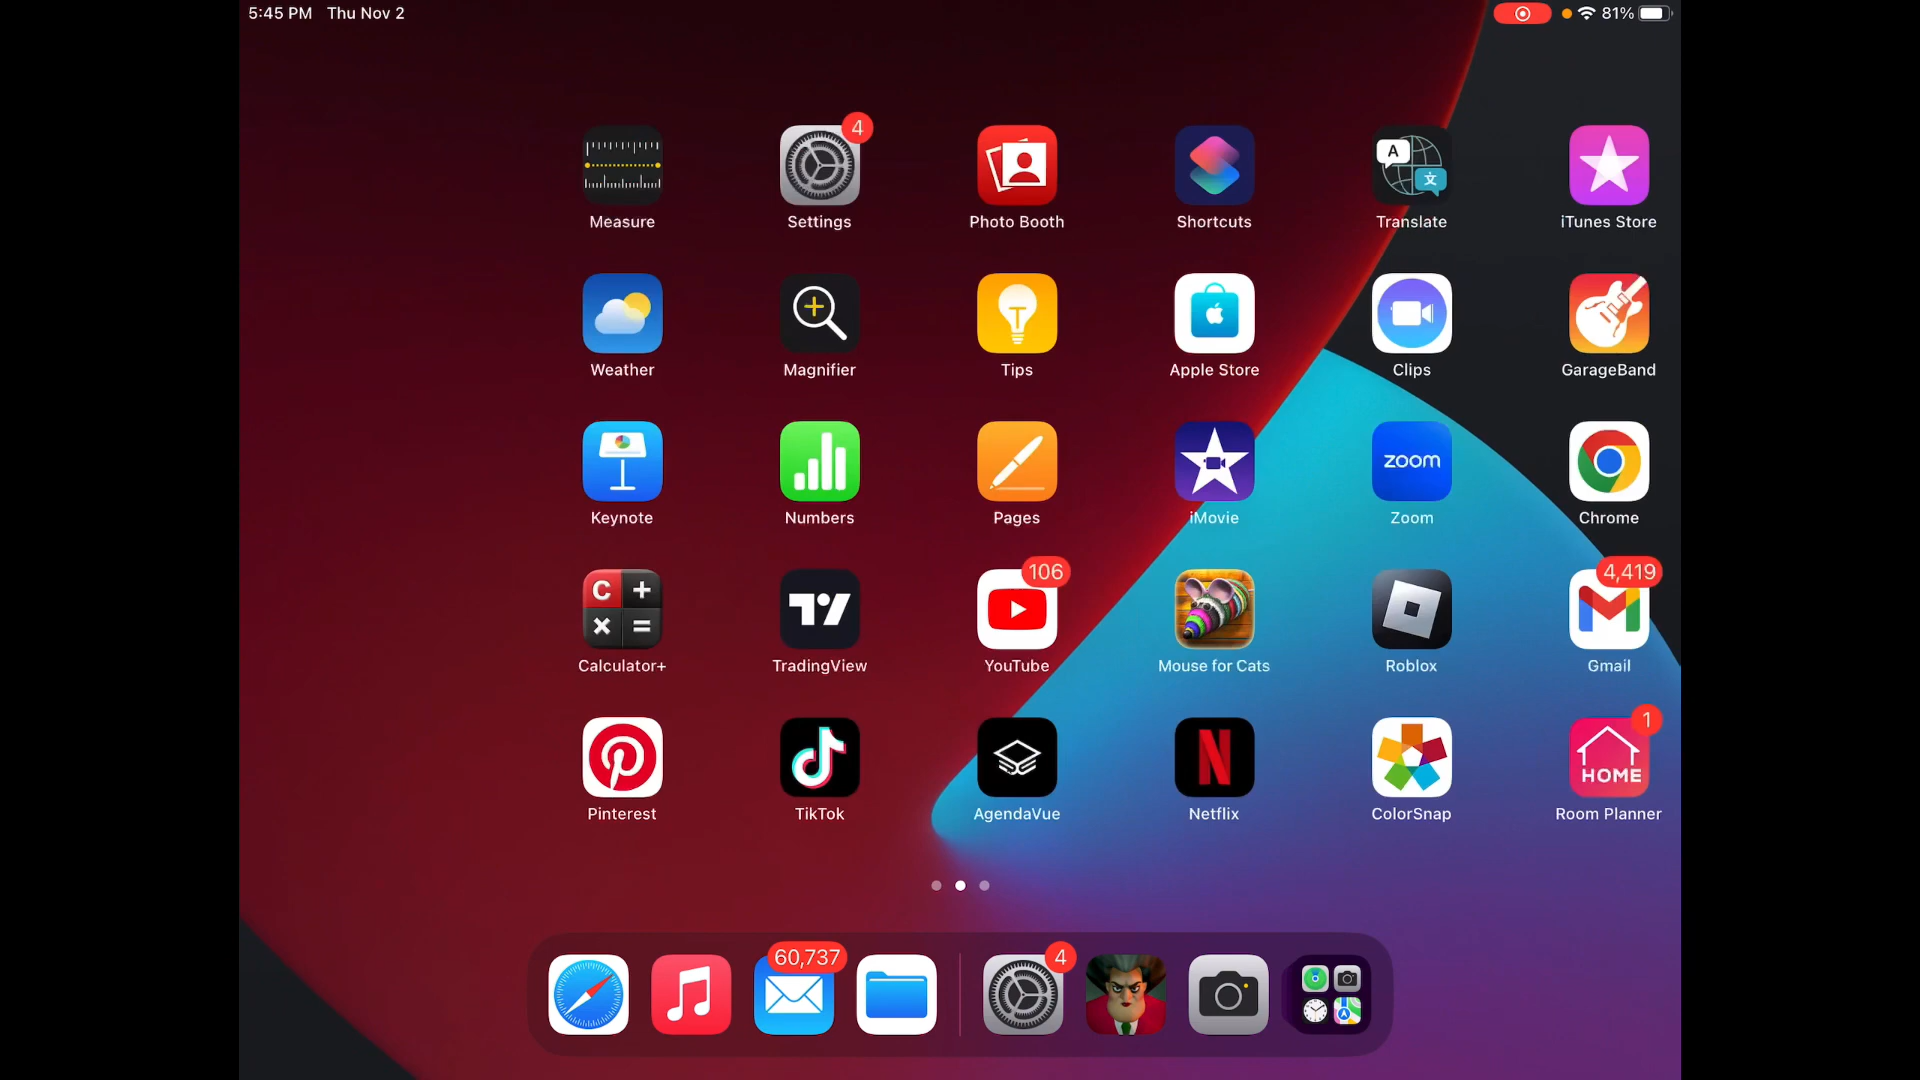 5:45 PM Thu Nov 2
81%
4
A
文
Measure Settings Photo Booth Shortcuts Translate iTunes Store
T
Weather Magnifier Tips Apple Store Clips GarageBand
zoom
Keynote Numbers Pages iMovie Zoom Chrome
106
4,419
C + × =
Calculator+ TradingView YouTube Mouse for Cats Roblox Gmail
1
HOME
Pinterest TikTok AgendaVue Netflix ColorSnap Room Planner
60,737
4